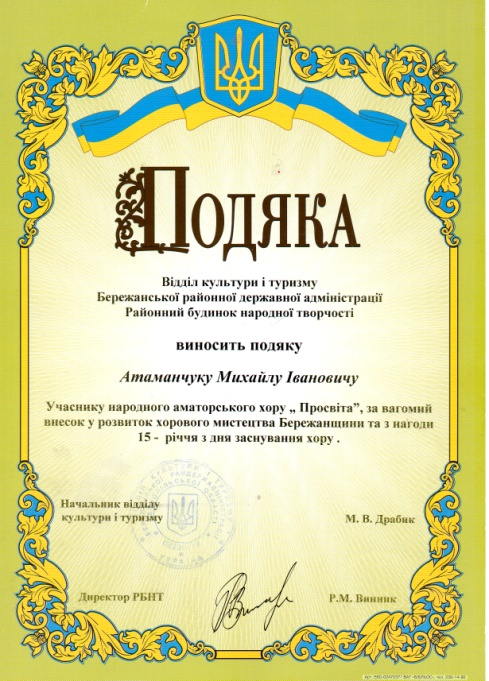 ПОДЯКА
Відділ культури і туризму
Бережанської районної державної адміністрації
Районний будинок народної творчості
виносить подяку
Атаманчуку Михайлу Івановичу
Учаснику народного аматорського хору „ Просвіта", за вагомий
внесок у розвиток хорового мистецтва Бережанщини та з нагоди
15 - річчя з дня заснування хору .
Начальник відділу
культури і туризму
М. В. Драбик
Директор РБНТ
Р.М. Винник